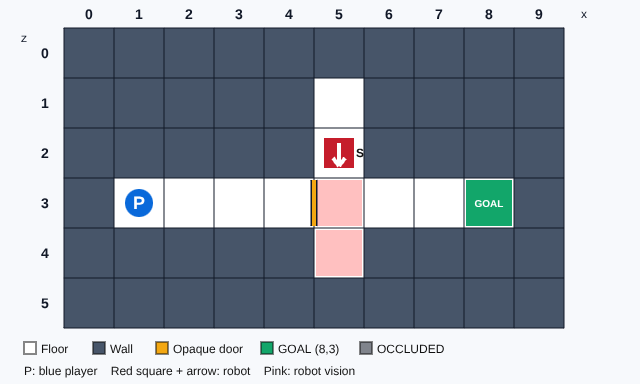 0 1 2 3 4 5 6 7 8 9 x
z
0
1
2 S
3 P GOAL
4
5
Floor Wall Opaque door GOAL (8,3) OCCLUDED
P: blue player Red square + arrow: robot Pink: robot vision